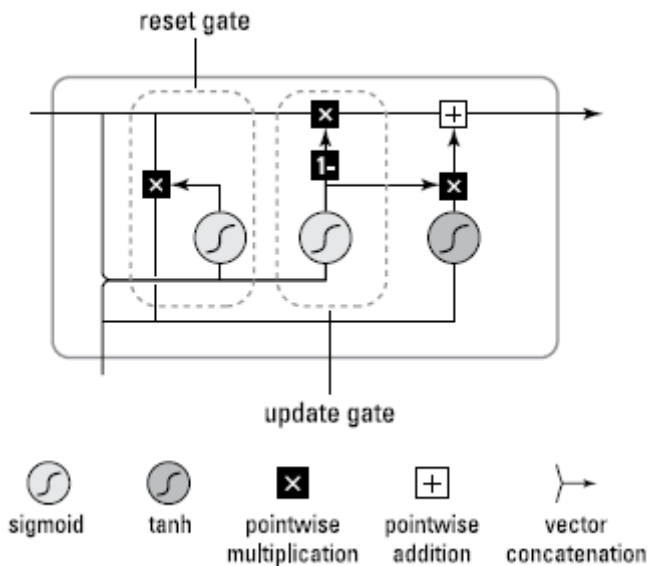 reset gate
×
+
1-
×
×
update gate
×
+
sigmoid
tanh
pointwise
multiplication
pointwise
addition
vector
concatenation